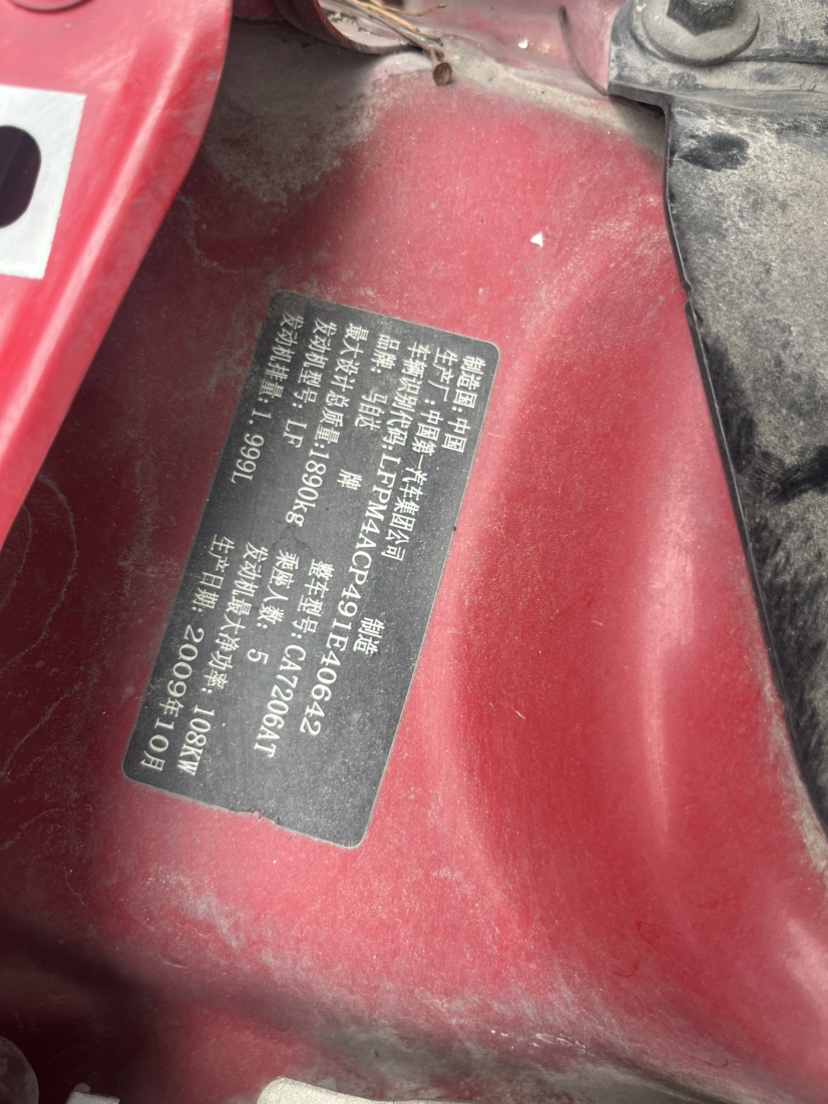 制造国:中国
生产厂:中国第一汽车集团公司 制造
车辆识别代码:LFPM4ACP491E40642
品牌: 马自达 牌 整车型号:CA7206AT
最大设计总质量:1890kg 乘座人数: 5
发动机型号: LF 发动机最大净功率: 108KW
发动机排量:1.999L 生产日期: 2009年10月